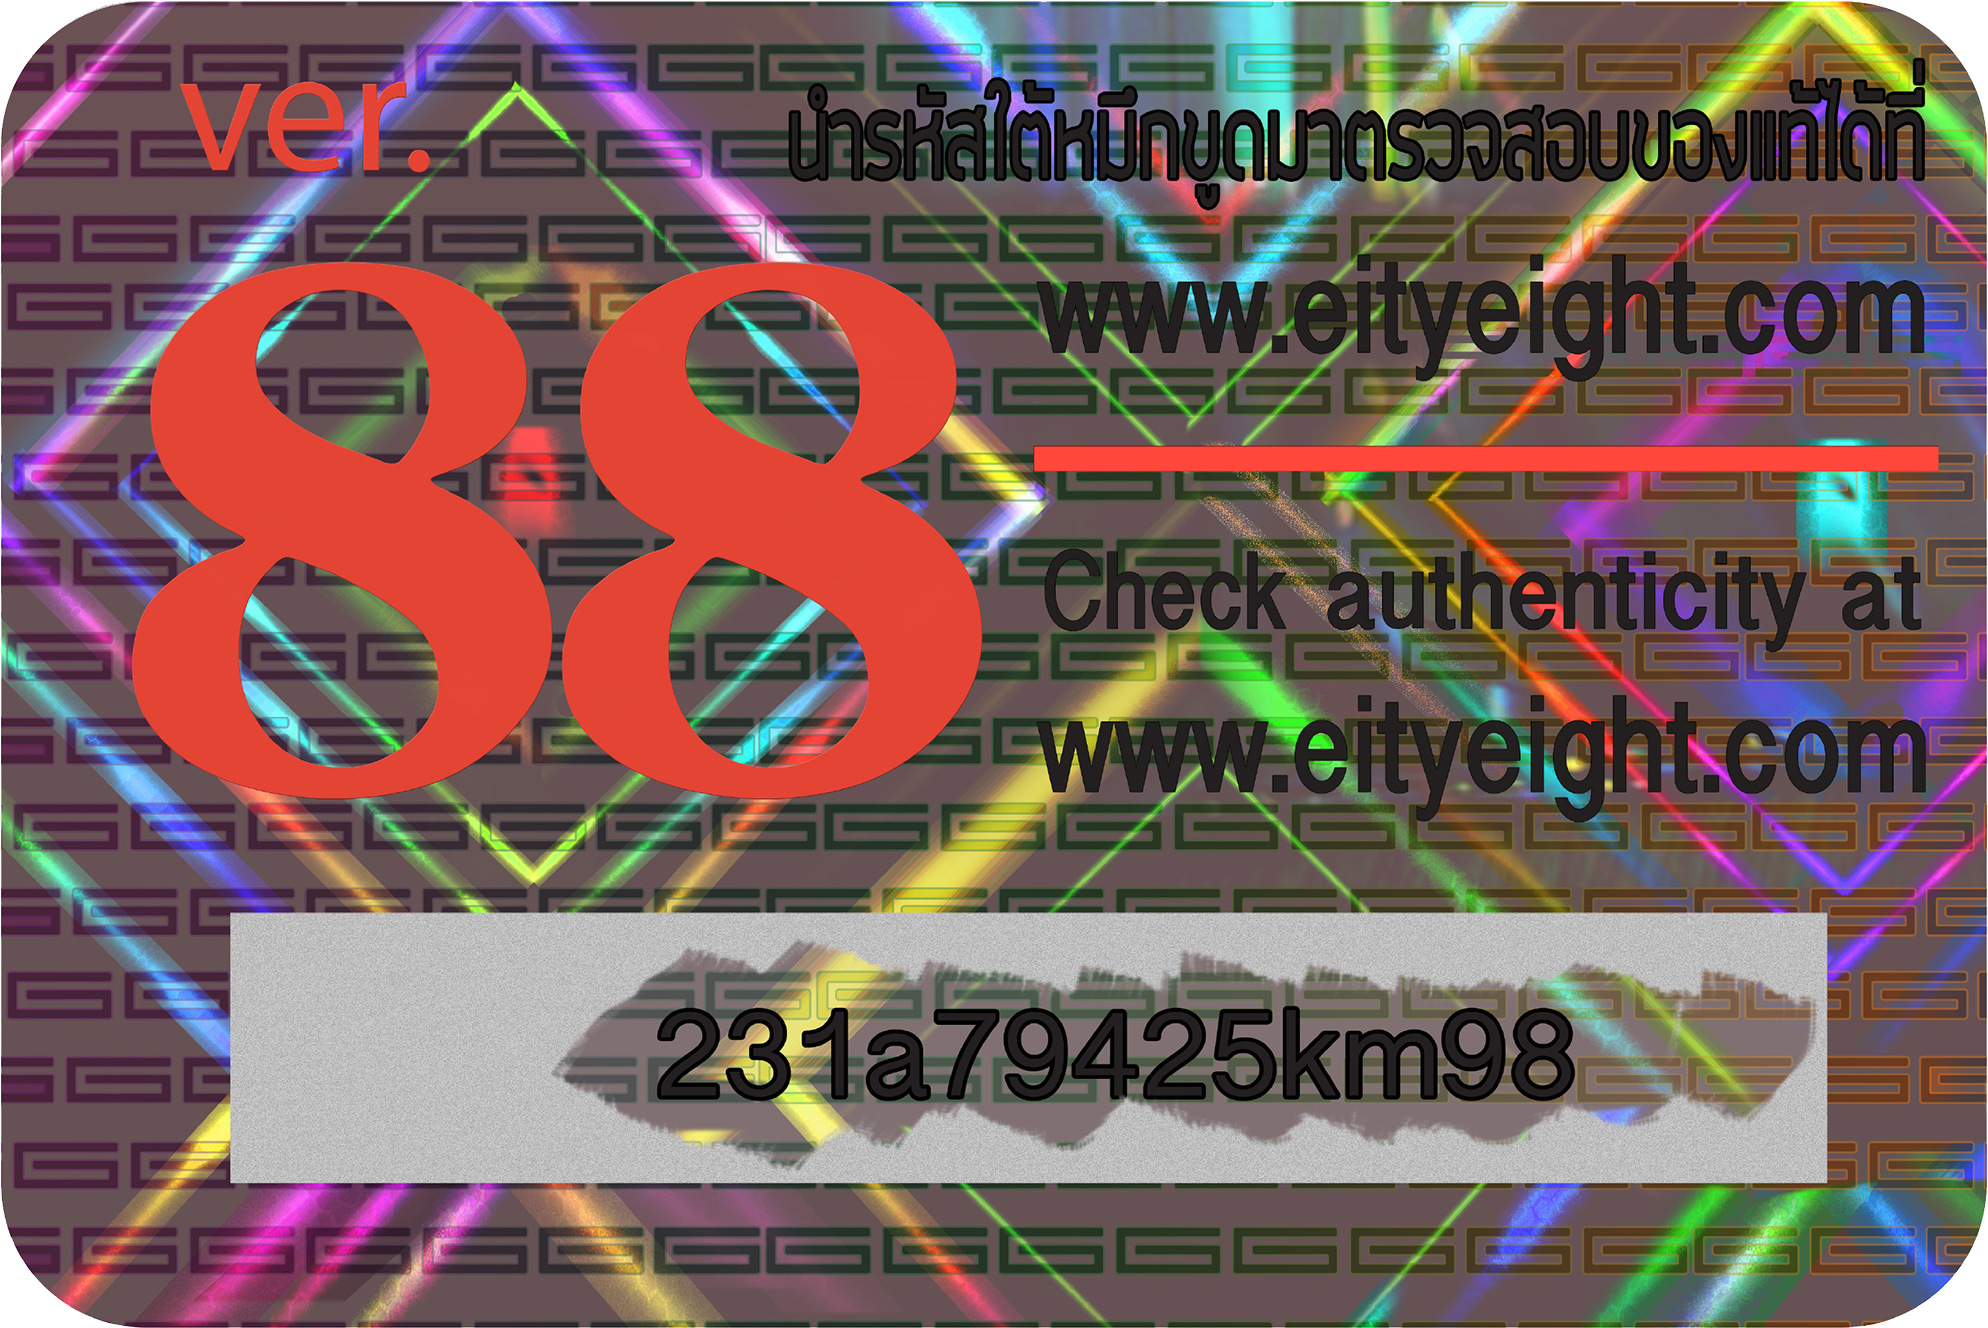 ver.
88
นำรหัสใต้หมึกขูดมาตรวจสอบของแท้ได้ที่
www.eityeight.com
Check authenticity at
www.eityeight.com
231a79425km98